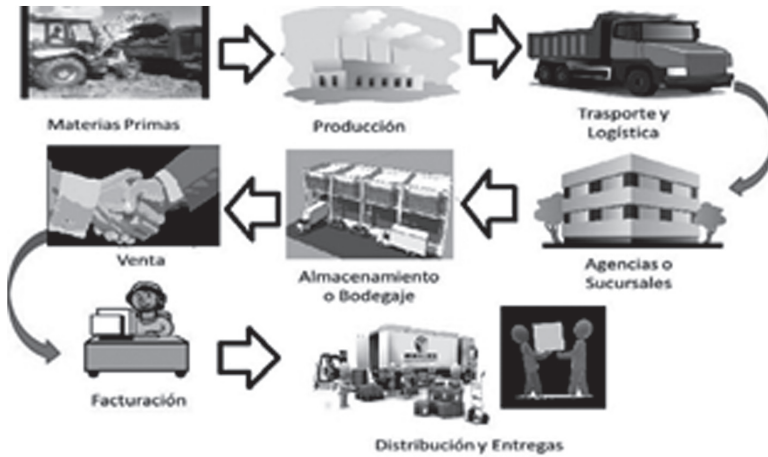 Materias Primas
Producción
Trasporte y
Logística
Agencias o
Sucursales
Almacenamiento
o Bodegaje
Venta
Facturación
Distribución y Entregas